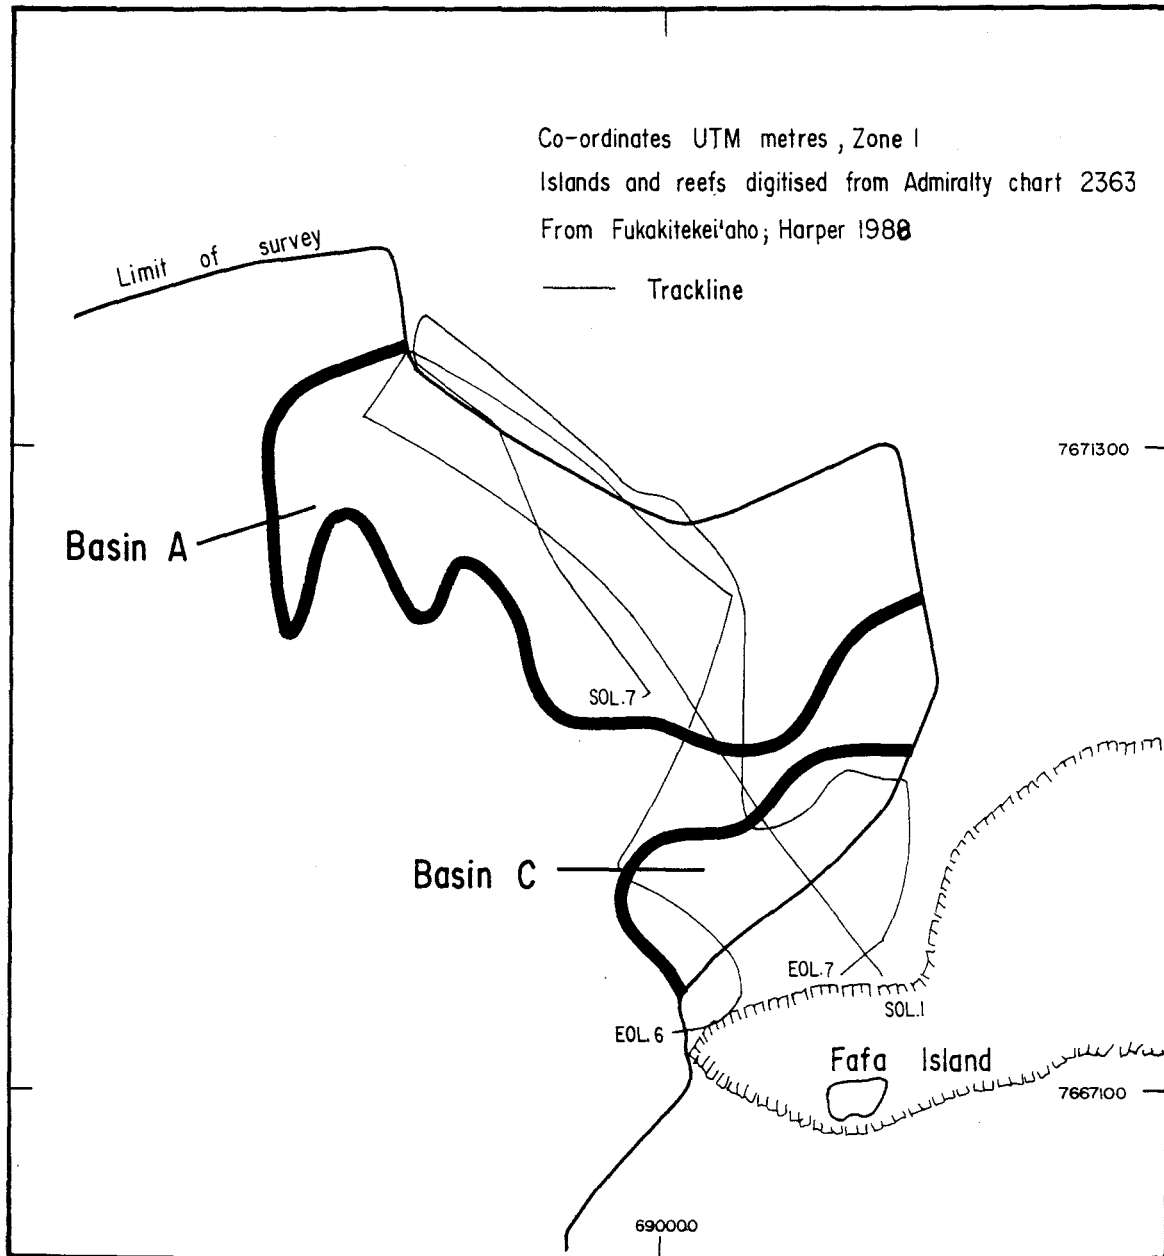 Co-ordinates UTM metres , Zone 1
Islands and reefs digitised from Admiralty chart 2363
From Fukakitekei'aho; Harper 1988
Trackline
Limit of survey
7671300
Basin A
SOL.7
Basin C
EOL.7
SOL.1
EOL.6
Fafa Island
7667100
690000